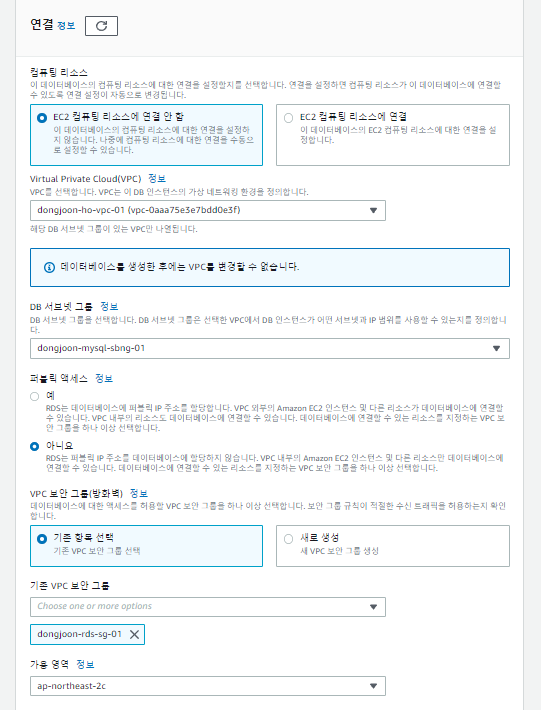 연결 정보
컴퓨팅 리소스
이 데이터베이스의 컴퓨팅 리소스에 대한 연결을 설정할지를 선택합니다. 연결을 설정하면 컴퓨팅 리소스가 이 데이터베이스에 연결할
수 있도록 연결 설정이 자동으로 변경됩니다.
EC2 컴퓨팅 리소스에 연결 안 함
이 데이터베이스의 컴퓨팅 리소스에 대한 연결을 설정하
지 않습니다. 나중에 컴퓨팅 리소스에 대한 연결을 수동으
로 설정할 수 있습니다.
EC2 컴퓨팅 리소스에 연결
이 데이터베이스의 EC2 컴퓨팅 리소스에 대한 연결을 설
정합니다.
Virtual Private Cloud(VPC) 정보
VPC를 선택합니다. VPC는 이 DB 인스턴스의 가상 네트워킹 환경을 정의합니다.
dongjoon-ho-vpc-01 (vpc-0aaa75e3e7bdd0e3f)
해당 DB 서브넷 그룹이 있는 VPC만 나열됩니다.
데이터베이스를 생성한 후에는 VPC를 변경할 수 없습니다.
DB 서브넷 그룹 정보
DB 서브넷 그룹을 선택합니다. DB 서브넷 그룹은 선택한 VPC에서 DB 인스턴스가 어떤 서브넷과 IP 범위를 사용할 수 있는지를 정의합니
다.
dongjoon-mysql-sbng-01
퍼블릭 액세스 정보
예
RDS는 데이터베이스에 퍼블릭 IP 주소를 할당합니다. VPC 외부의 Amazon EC2 인스턴스 및 다른 리소스가 데이터베이스에 연결할
수 있습니다. VPC 내부의 리소스도 데이터베이스에 연결할 수 있습니다. 데이터베이스에 연결할 수 있는 리소스를 지정하는 VPC 보
안 그룹을 하나 이상 선택합니다.
아니요
RDS는 퍼블릭 IP 주소를 데이터베이스에 할당하지 않습니다. VPC 내부의 Amazon EC2 인스턴스 및 다른 리소스만 데이터베이스에
연결할 수 있습니다. 데이터베이스에 연결할 수 있는 리소스를 지정하는 VPC 보안 그룹을 하나 이상 선택합니다.
VPC 보안 그룹(방화벽) 정보
데이터베이스에 대한 액세스를 허용할 VPC 보안 그룹을 하나 이상 선택합니다. 보안 그룹 규칙이 적절한 수신 트래픽을 허용하는지 확인
합니다.
기존 항목 선택
기존 VPC 보안 그룹 선택
새로 생성
새 VPC 보안 그룹 생성
기존 VPC 보안 그룹
Choose one or more options
dongjoon-rds-sg-01
가용 영역 정보
ap-northeast-2c